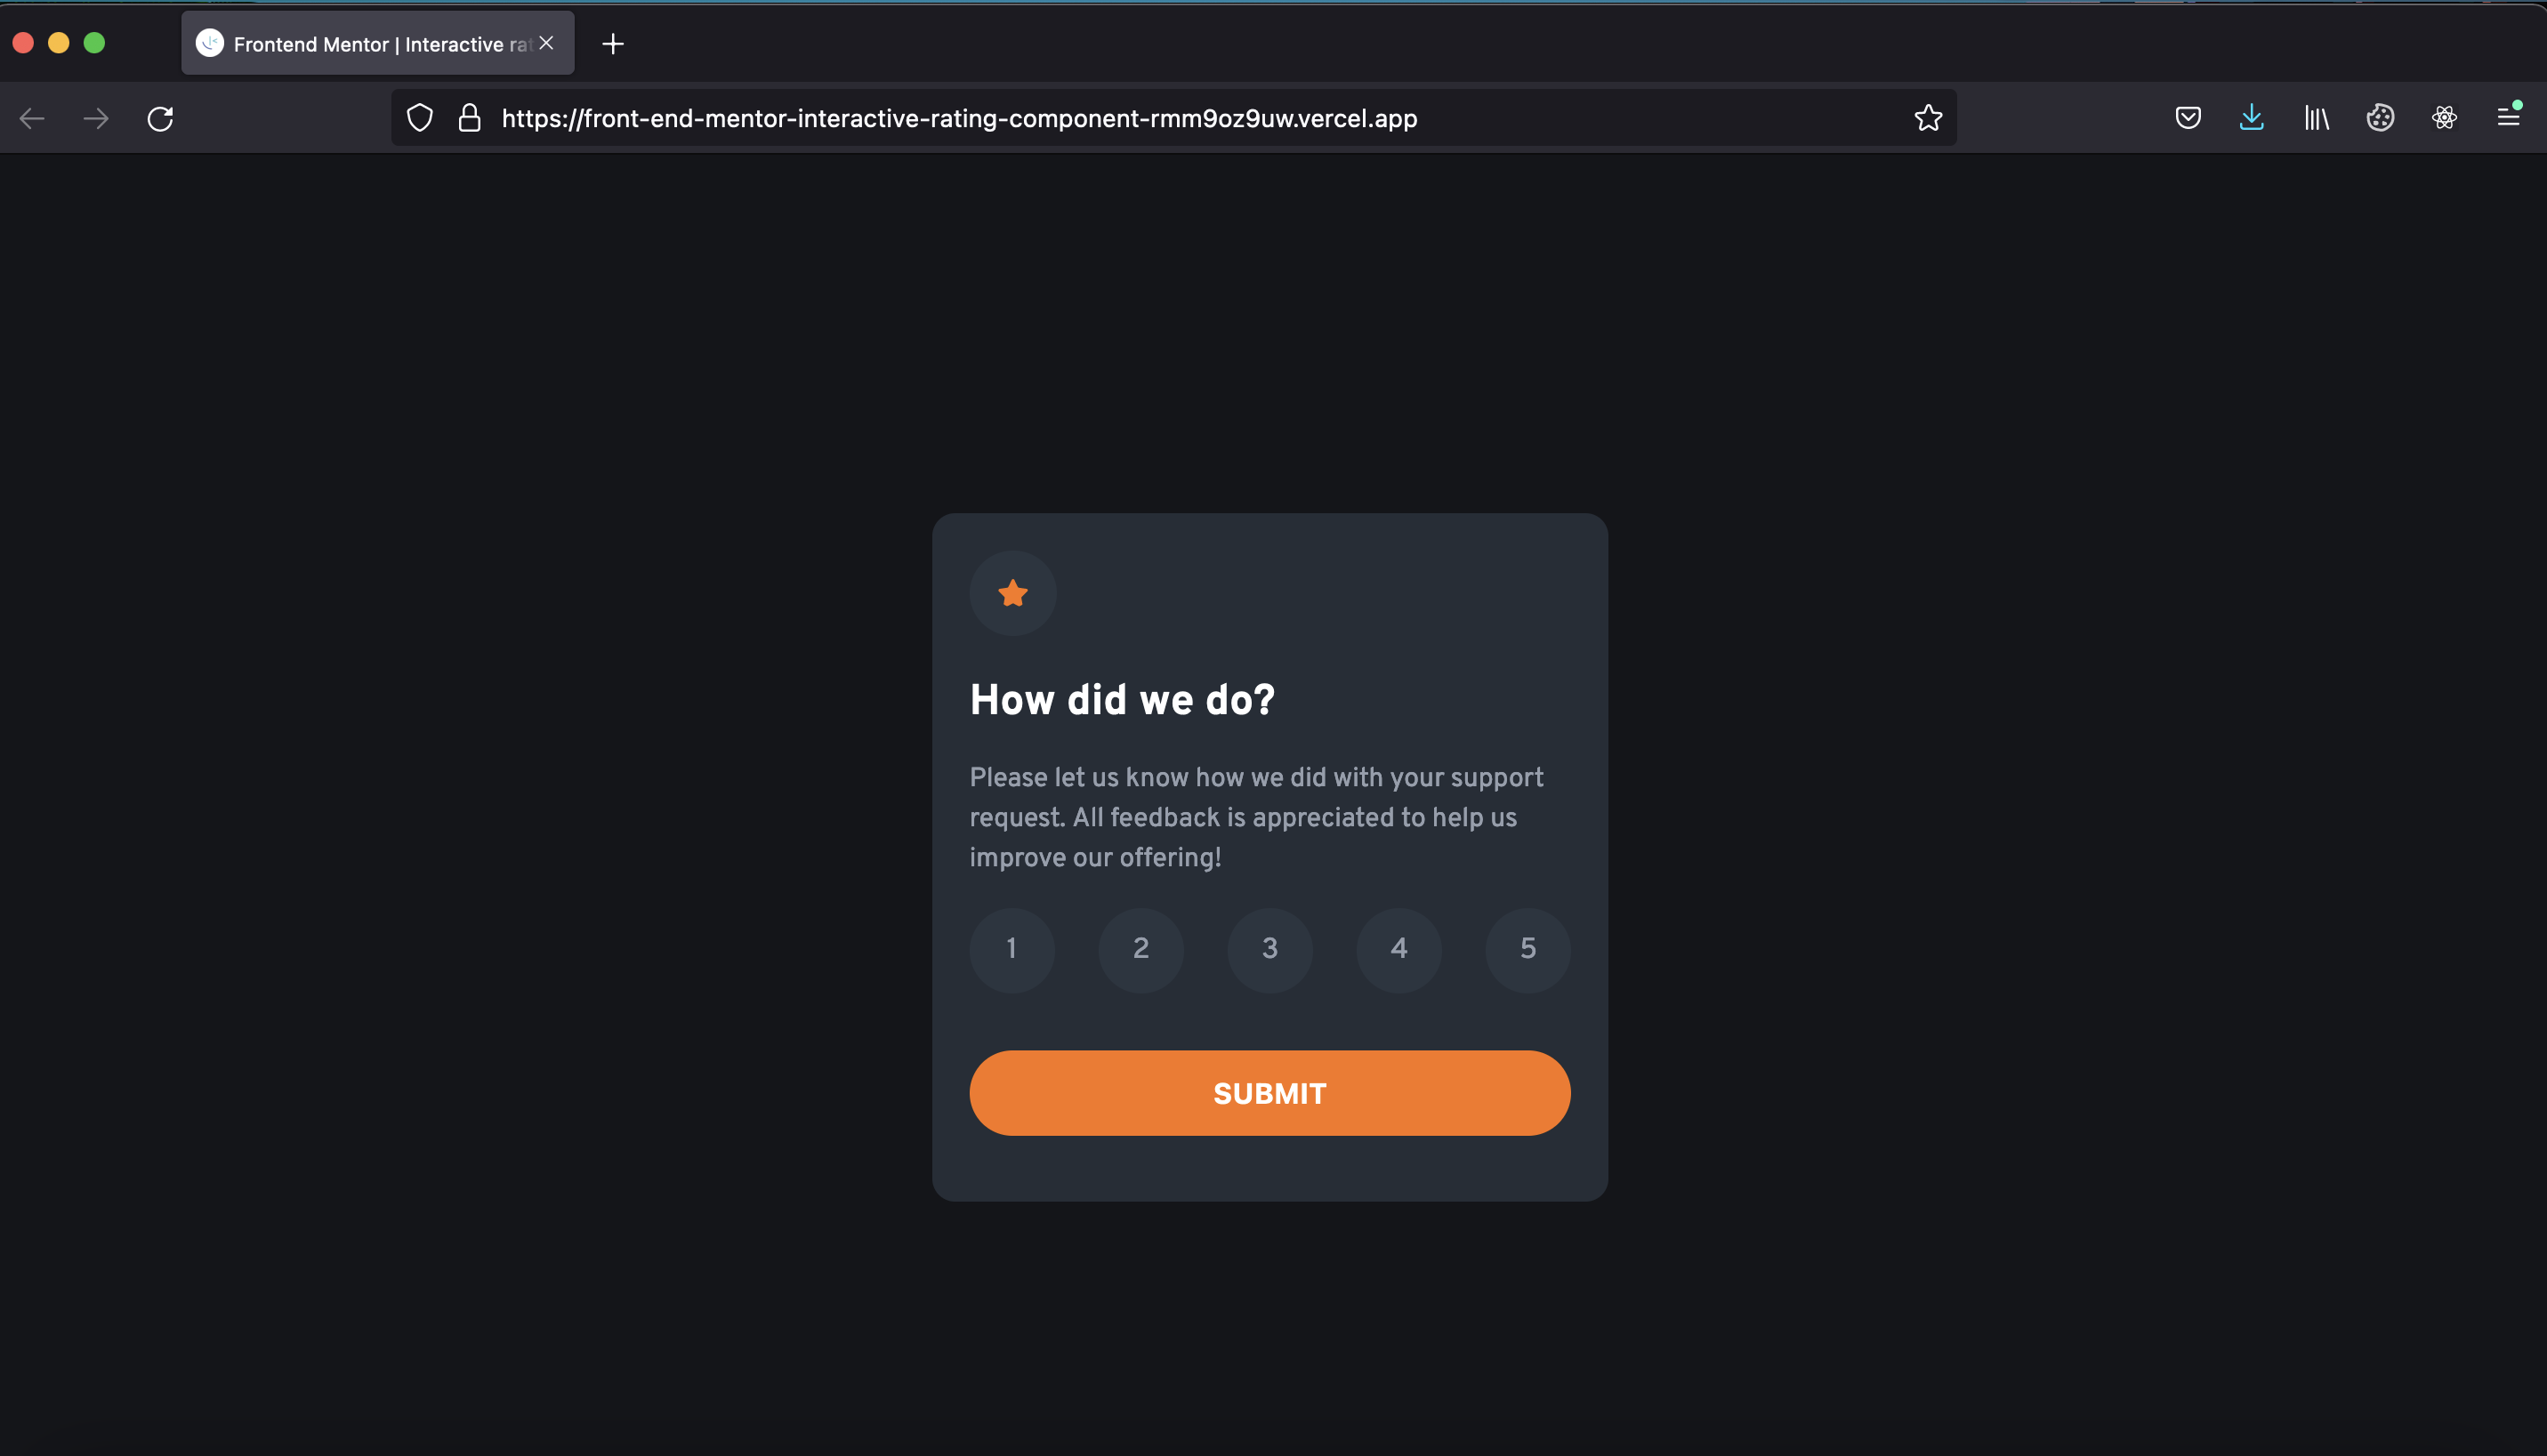 Frontend Mentor | Interactive rat
https://front-end-mentor-interactive-rating-component-rmm9oz9uw.vercel.app
How did we do?
Please let us know how we did with your support
request. All feedback is appreciated to help us
improve our offering!
1 2 3 4 5
SUBMIT